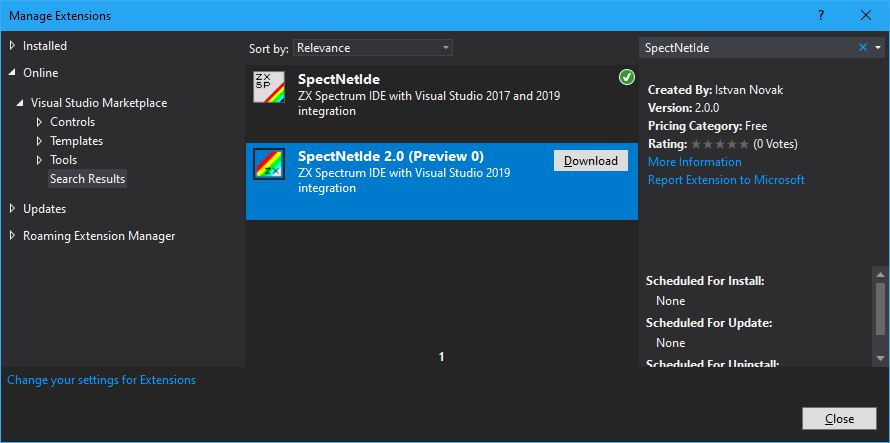 Manage Extensions
?
Installed
Online
Visual Studio Marketplace
Controls
Templates
Tools
Search Results
Updates
Roaming Extension Manager
Sort by: Relevance
ZX
SP
SpectNetIde
ZX Spectrum IDE with Visual Studio 2017 and 2019
integration
ZX
SpectNetIde 2.0 (Preview 0)
Download
ZX Spectrum IDE with Visual Studio 2019
integration
1
SpectNetIde
Created By: Istvan Novak
Version: 2.0.0
Pricing Category: Free
Rating: ★★★★★ (0 Votes)
More Information
Report Extension to Microsoft
Scheduled For Install:
None
Scheduled For Update:
None
Scheduled For Uninstall:
Change your settings for Extensions
Close